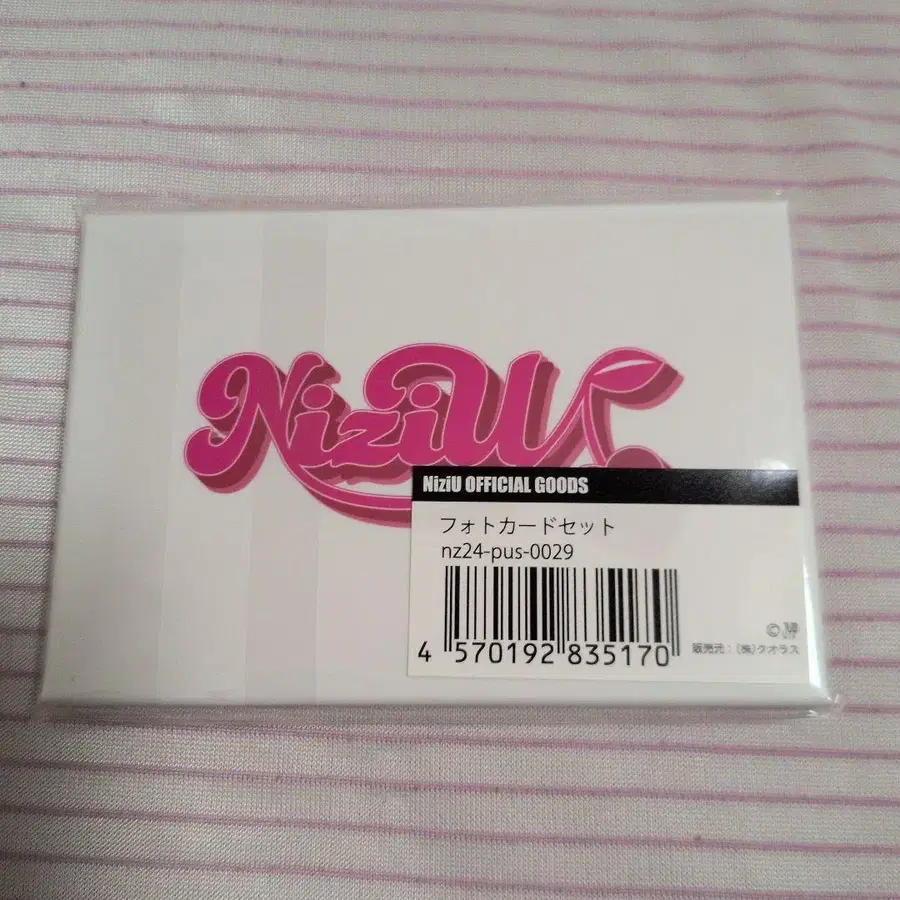 NiziU
NiziU OFFICIAL GOODS
フォトカードセット
nz24-pus-0029
4 570192 835170
©
販売元:(株)タオラス